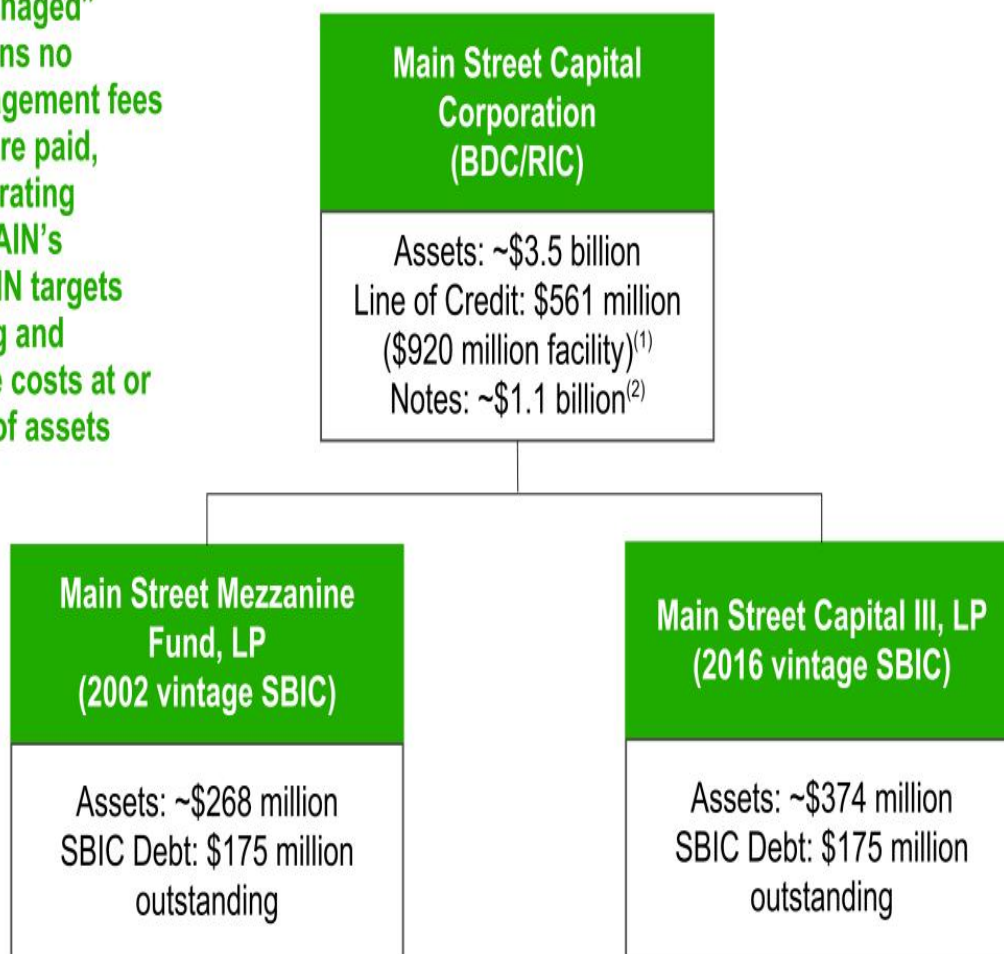 naged”
ns no
gement fees
re paid,
rating
AIN’s
IN targets
g and
e costs at or
of assets
Main Street Capital
Corporation
(BDC/RIC)
Assets: ~$3.5 billion
Line of Credit: $561 million
($920 million facility)(1)
Notes: ~$1.1 billion(2)
Main Street Mezzanine
Fund, LP
(2002 vintage SBIC)
Assets: ~$268 million
SBIC Debt: $175 million
outstanding
Main Street Capital III, LP
(2016 vintage SBIC)
Assets: ~$374 million
SBIC Debt: $175 million
outstanding